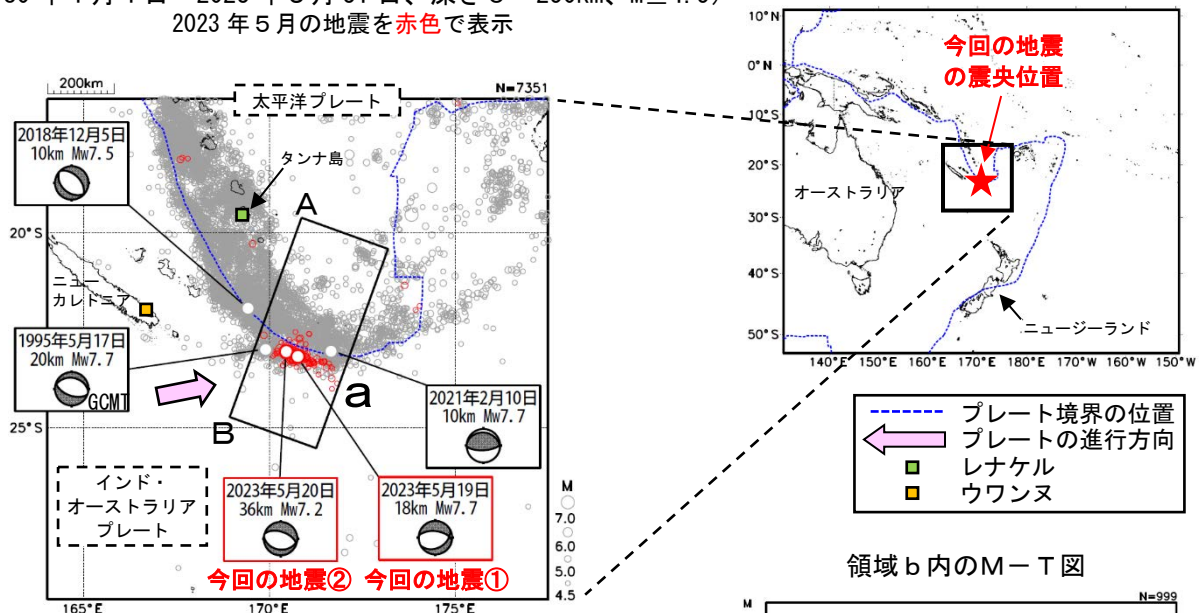 2023年５月の地震を赤色で表示
200km
N=7351
太平洋プレート
2018年12月5日
10km Mw7.5
タンナ島
A
20°S
ニュー
カレドニア
1995年5月17日
20km Mw7.7
GCMT
a
B
25°S
2021年2月10日
10km Mw7.7
インド・
オーストラリア
プレート
2023年5月20日
36km Mw7.2
2023年5月19日
18km Mw7.7
今回の地震②
今回の地震①
M
7.0
6.0
5.0
4.5
165°E
170°E
175°E
10°N
0°N
10°S
20°S
30°S
40°S
50°S
今回の地震
の震央位置
オーストラリア
ニュージーランド
140°E
150°E
160°E
170°E
180°
170°W
160°W
150°W
プレート境界の位置
プレートの進行方向
レナケル
ウワンヌ
領域ｂ内のＭ－Ｔ図
M
N=999